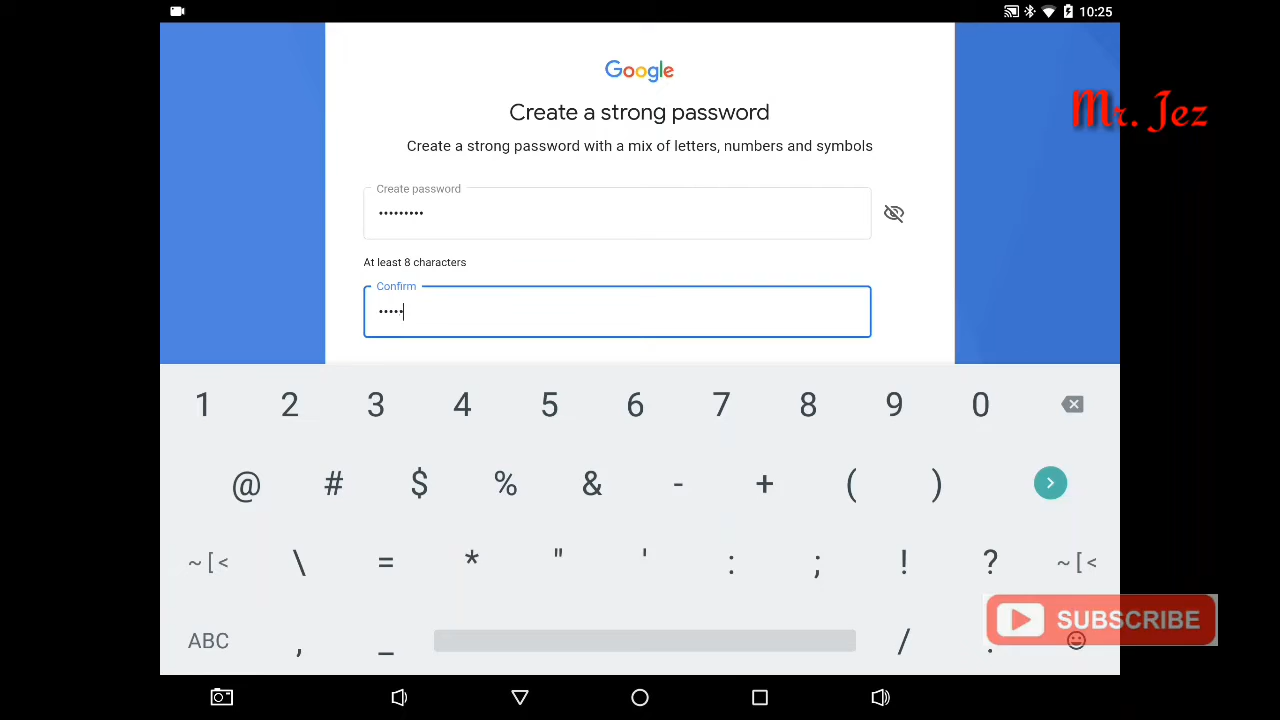 10:25
Google
Mr. Jez
Create a strong password
Create a strong password with a mix of letters, numbers and symbols
Create password
•••••••••
At least 8 characters
Confirm
•••••
1 2 3 4 5 6 7 8 9 0
@ # $ % & - + ( )
~ [ < \ = * " ' : ; ! ? ~ [ <
SUBSCRIBE
ABC , _ / .